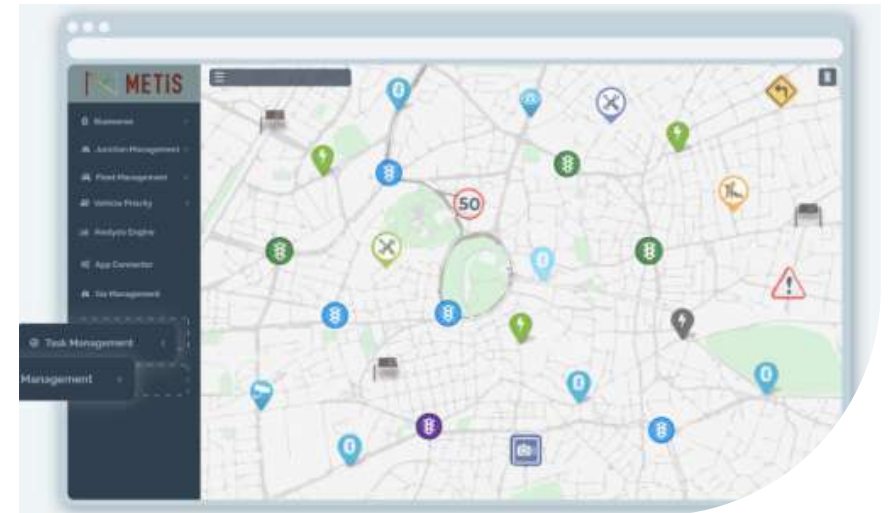 METIS
Junction Management
Fleet Management
Vehicle Priority
Analysis Engine
App Connector
Task Management
Management
50